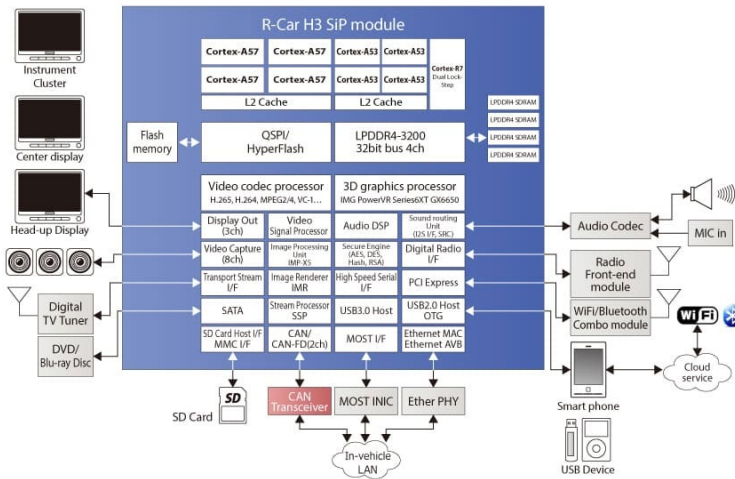 R-Car H3 SiP module
Cortex-A57
Cortex-A57
Cortex-A53
Cortex-A53
Cortex-A57
Cortex-A57
Cortex-A53
Cortex-A53
Cortex-R7
Dual Lock-
Step
L2 Cache
L2 Cache
Instrument
Cluster
Center display
Head-up Display
Flash
memory
QSPI/
HyperFlash
LPDDR4-3200
32bit bus 4ch
LPDDR4 SDRAM
LPDDR4 SDRAM
LPDDR4 SDRAM
LPDDR4 SDRAM
Video codec processor
H.265, H.264, MPEG2/4, VC-1...
3D graphics processor
IMG PowerVR Series6XT GX6650
Display Out
(3ch)
Video
Signal Processor
Audio DSP
Sound routing
Unit
(I2S I/F, SRC)
Video Capture
(8ch)
Image Processing
Unit
IMP-X5
Secure Engine
(AES, DES,
Hash, RSA)
Digital Radio
I/F
Transport Stream
I/F
Image Renderer
IMR
High Speed Serial
I/F
PCI Express
SATA
Stream Processor
SSP
USB3.0 Host
USB2.0 Host
OTG
SD Card Host I/F
MMC I/F
CAN/
CAN-FD(2ch)
MOST I/F
Ethernet MAC
Ethernet AVB
Digital
TV Tuner
DVD/
Blu-ray Disc
Audio Codec
MIC in
Radio
Front-end
module
WiFi/Bluetooth
Combo module
Wi Fi
Cloud
service
Smart phone
USB Device
SD
SD Card
CAN
Transceiver
MOST INIC
Ether PHY
In-vehicle
LAN